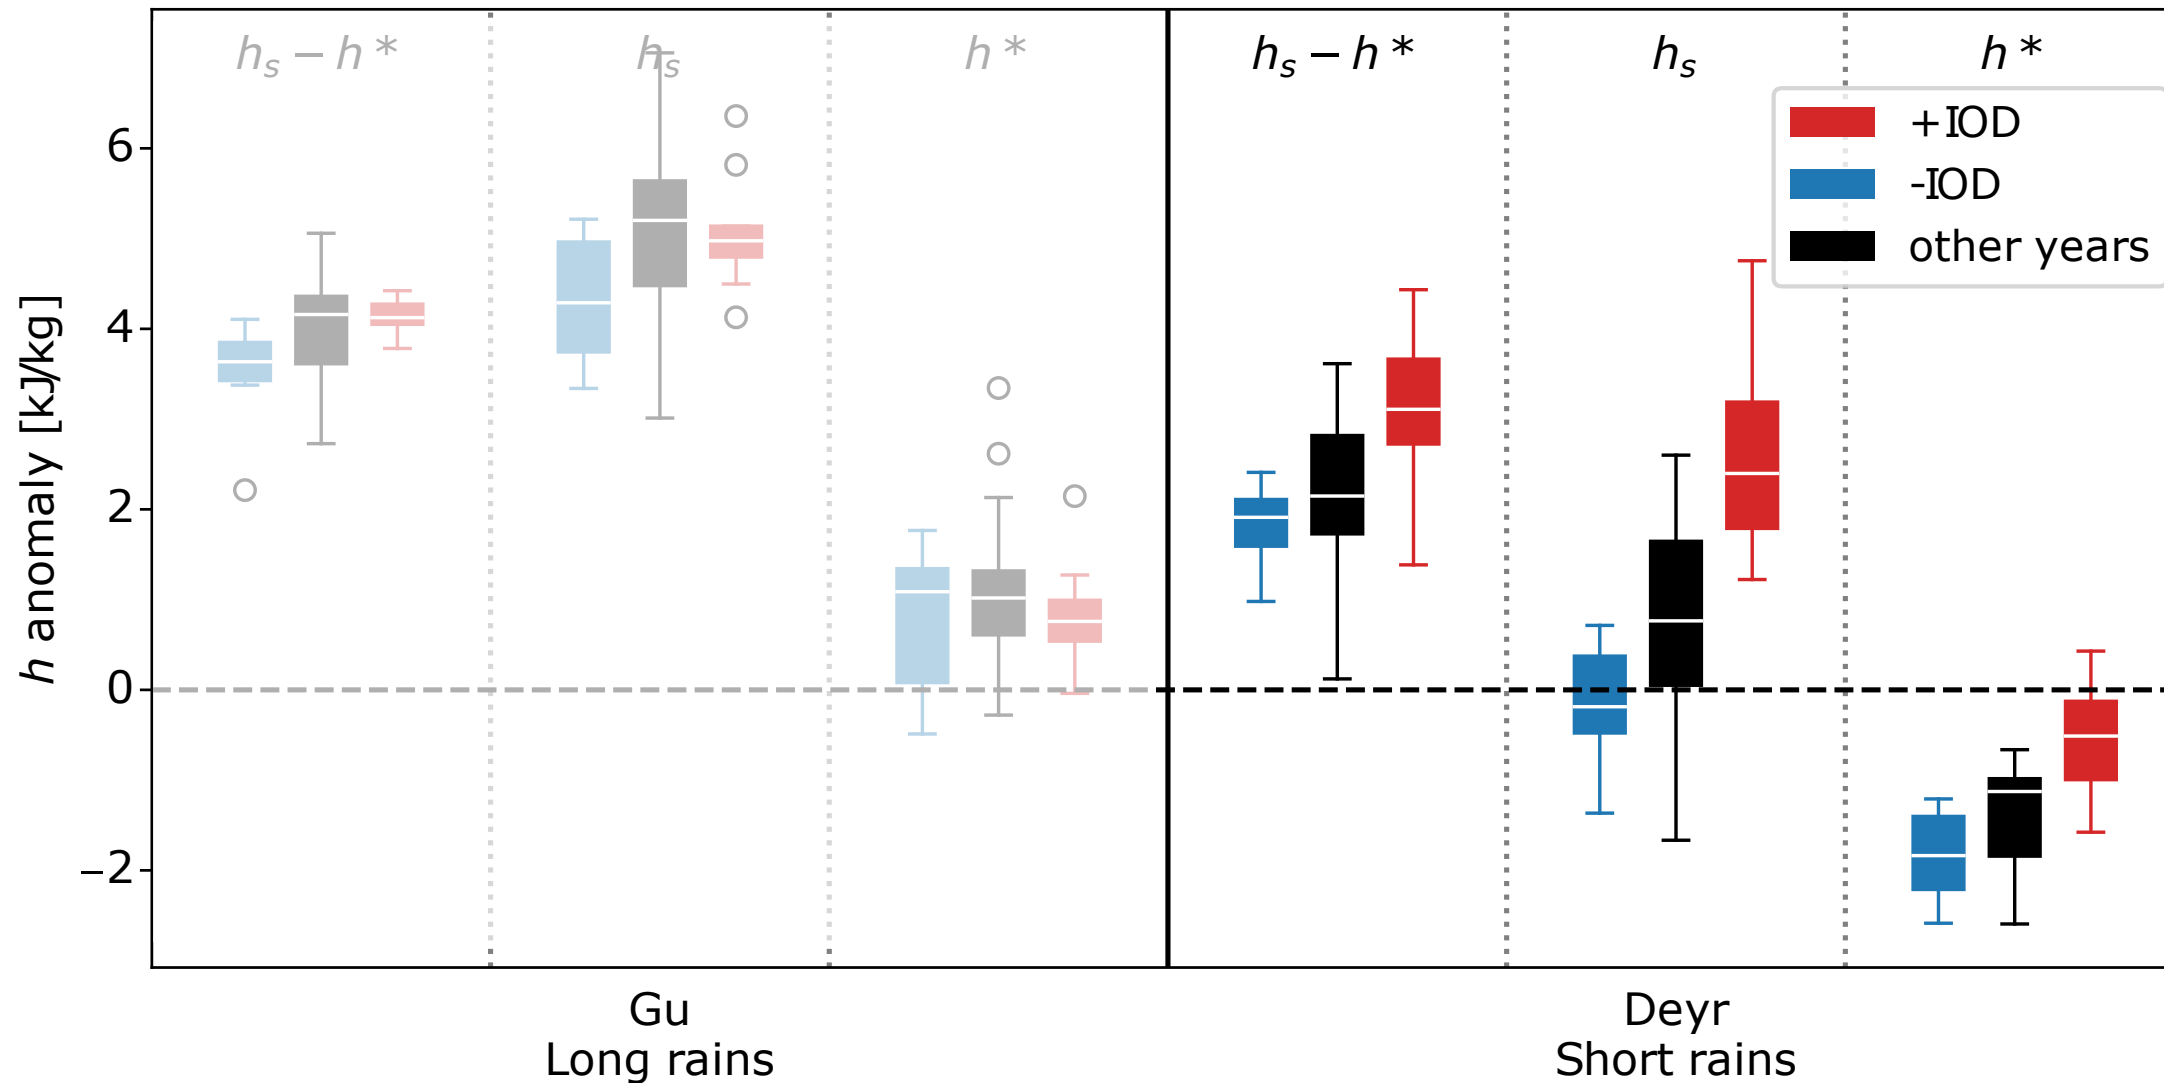 hₛ − h *
hₛ
h *
hₛ − h *
hₛ
h *
+IOD
-IOD
other years
6
4
2
0
−2
h anomaly [kJ/kg]
Gu
Long rains
Deyr
Short rains